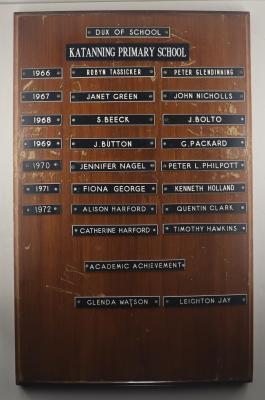 DUX OF SCHOOL
KATANNING PRIMARY SCHOOL
1966 ROBYN TASSICKER PETER GLENDINNING
1967 JANET GREEN JOHN NICHOLLS
1968 S. BEECK J. BOLTO
1969 J. BUTTON G. PACKARD
1970 JENNIFER NAGEL PETER L. PHILPOTT
1971 FIONA GEORGE KENNETH HOLLAND
1972 ALISON HARFORD QUENTIN CLARK
CATHERINE HARFORD TIMOTHY HAWKINS
ACADEMIC ACHIEVEMENT
GLENDA WATSON LEIGHTON JAY